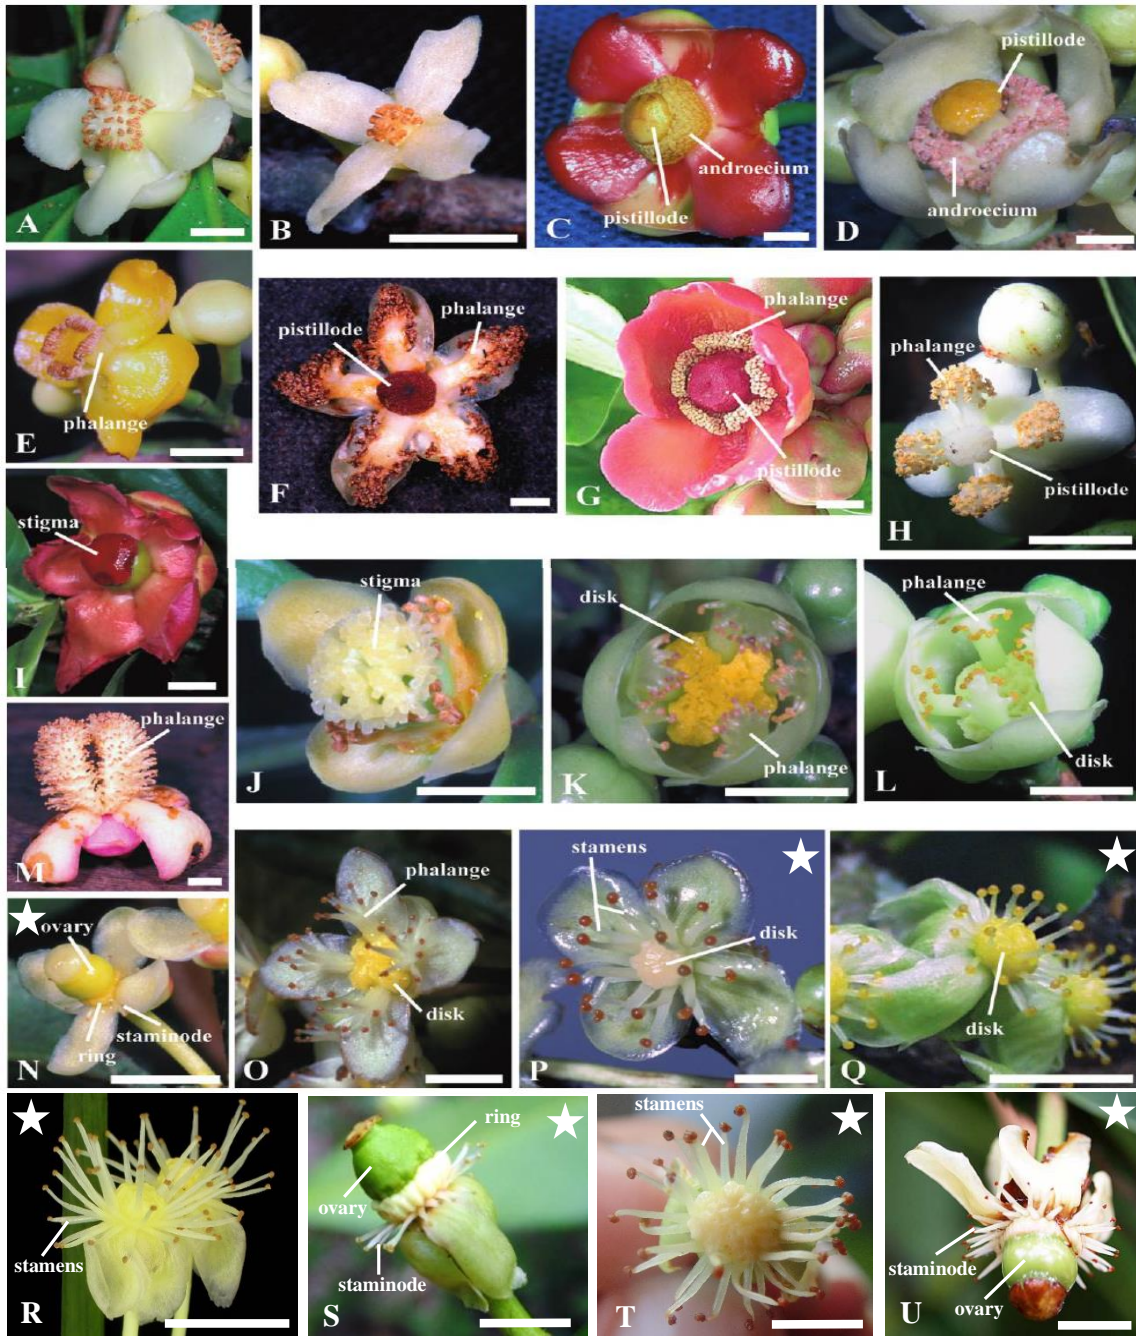 A
B
pistillode
androecium
C
pistillode
androecium
D
phalange
E
pistillode
phalange
F
phalange
pistillode
G
phalange
pistillode
H
stigma
I
stigma
J
disk
phalange
K
phalange
disk
L
phalange
M
ovary
staminode
ring
N
phalange
disk
O
stamens
disk
P
disk
Q
stamens
R
ring
ovary
staminode
S
stamens
T
staminode
ovary
U